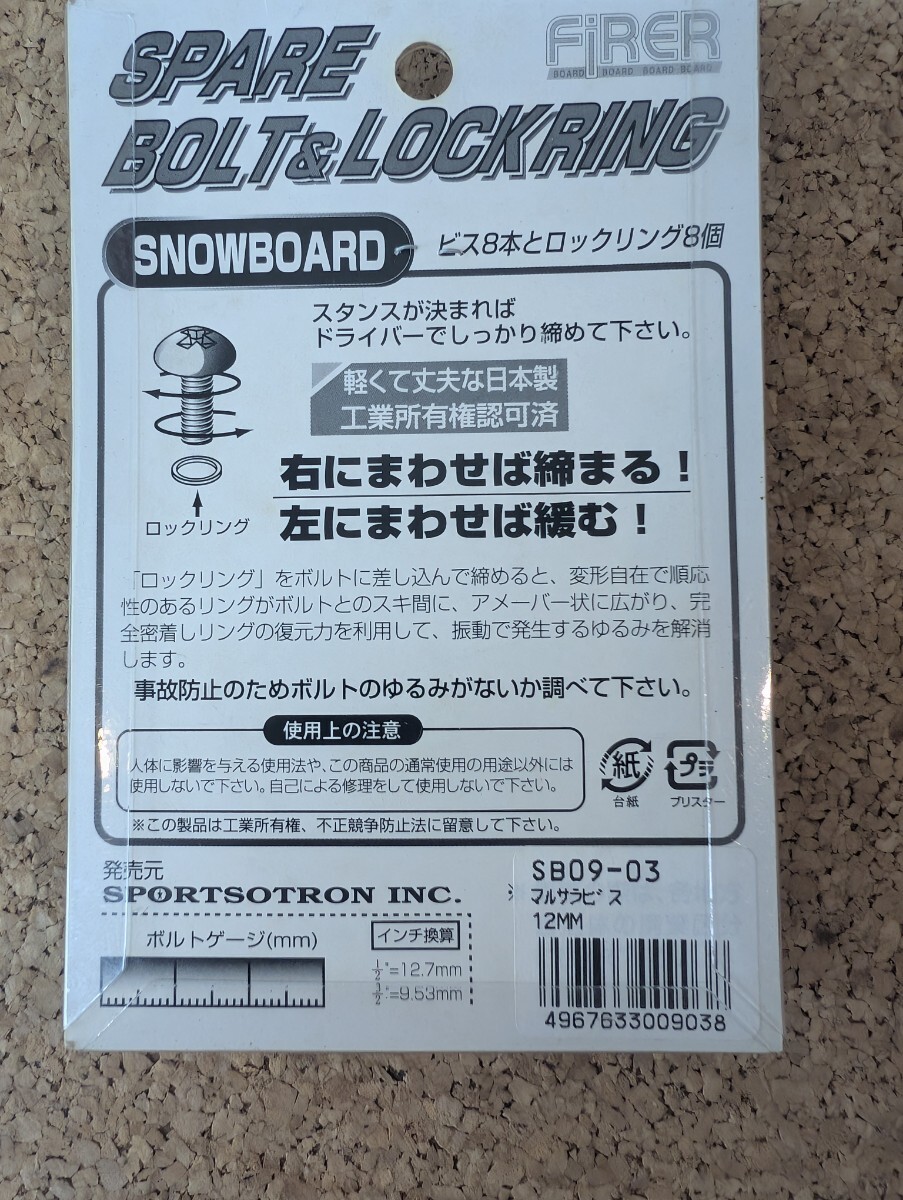 SPARE
FiRER
BOARD BOARD BOARD BOARD
BOLT&LOCKRING
SNOWBOARD
ビス8本とロックリング8個
スタンスが決まれば
ドライバーでしっかり締めて下さい。
軽くて丈夫な日本製
工業所有権認可済
右にまわせば締まる!
左にまわせば緩む!
ロックリング
「ロックリング」をボルトに差し込んで締めると、変形自在で順応
性のあるリングがボルトとのスキ間に、アメーバー状に広がり、完
全密着しリングの復元力を利用して、振動で発生するゆるみを解消
します。
事故防止のためボルトのゆるみがないか調べて下さい。
使用上の注意
人体に影響を与える使用法や、この商品の通常使用の用途以外には
使用しないで下さい。自己による修理をして使用しないで下さい。
※この製品は工業所有権、不正競争防止法に留意して下さい。
紙
台紙
プラ
ブリスター
発売元
SPORTSOTRON INC.
ボルトゲージ(mm)
インチ換算
1/2"=12.7mm
=9.53mm
SB09-03
マルサラビス
12MM
4967633009038